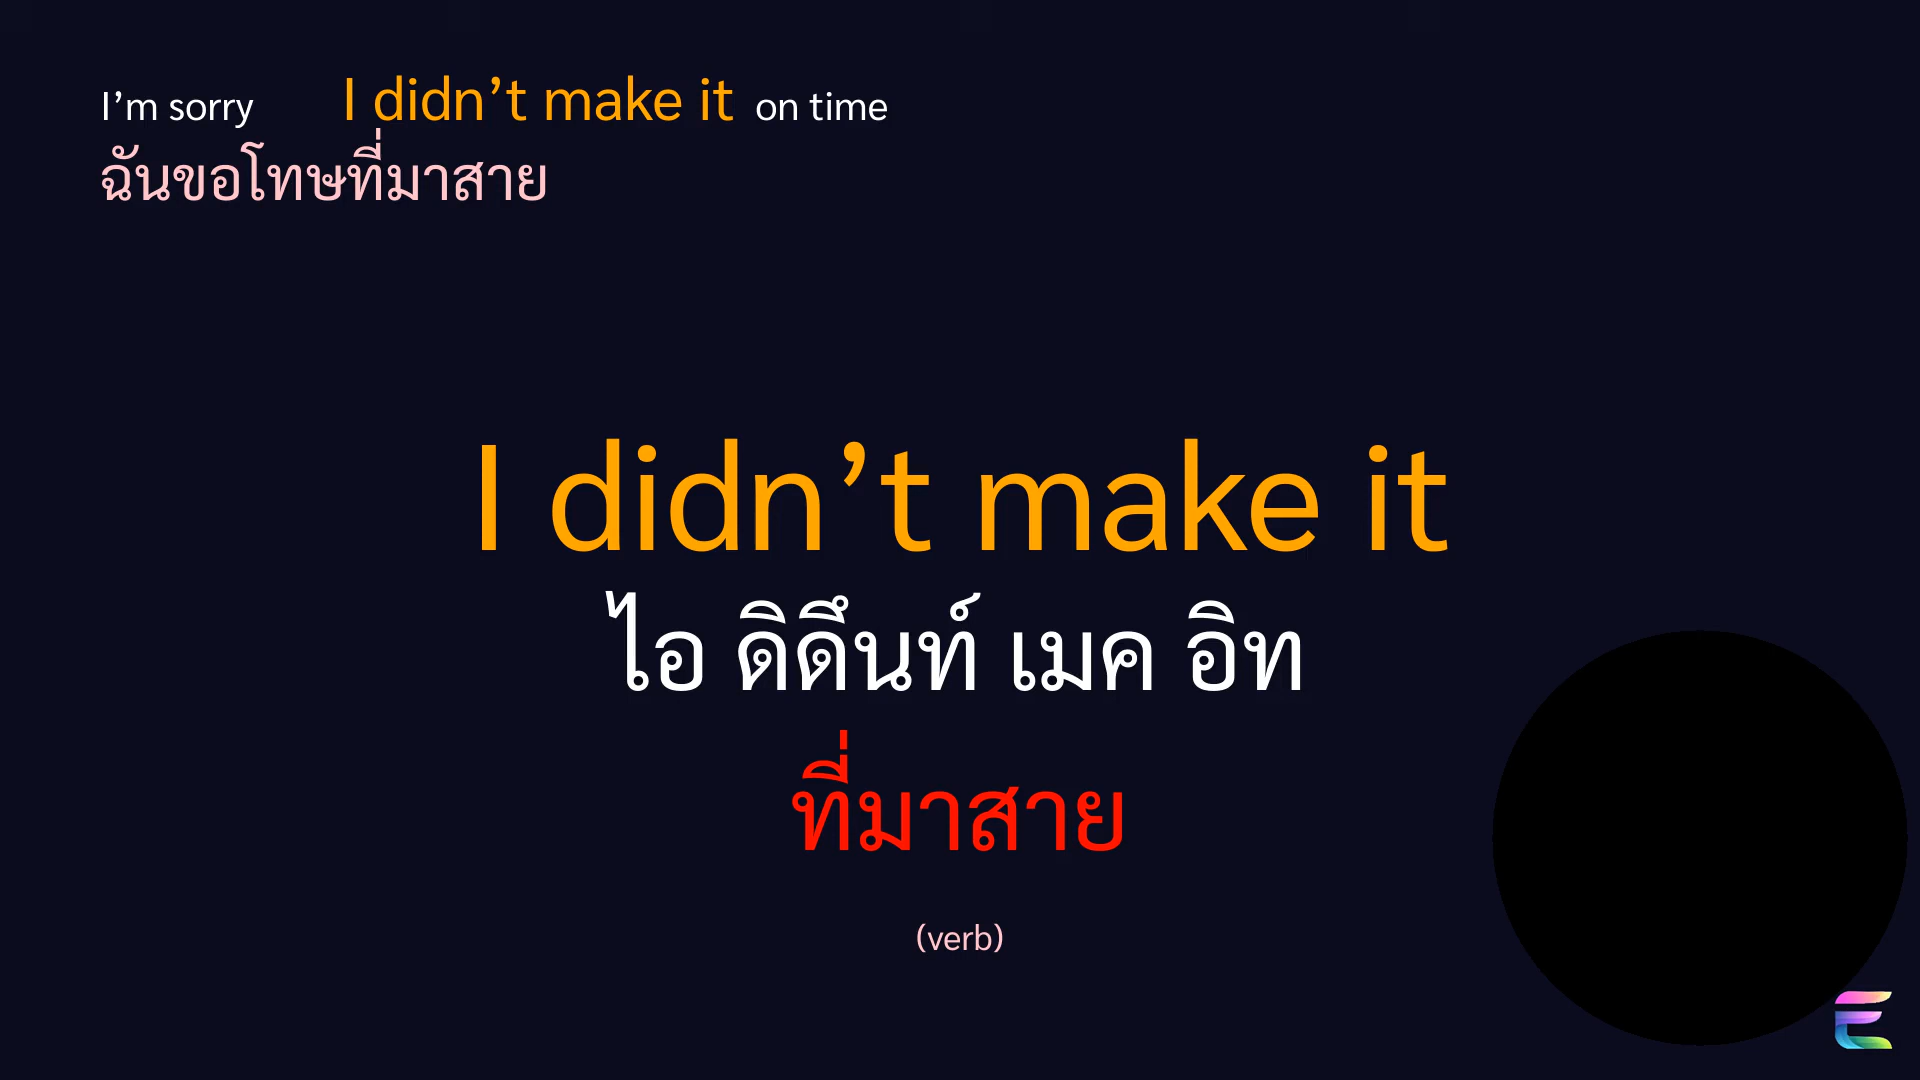 I’m sorry I didn’t make it on time
ฉันขอโทษที่มาสาย
I didn’t make it
ไอ ดิดึนท์ เมค อิท
ที่มาสาย
(verb)